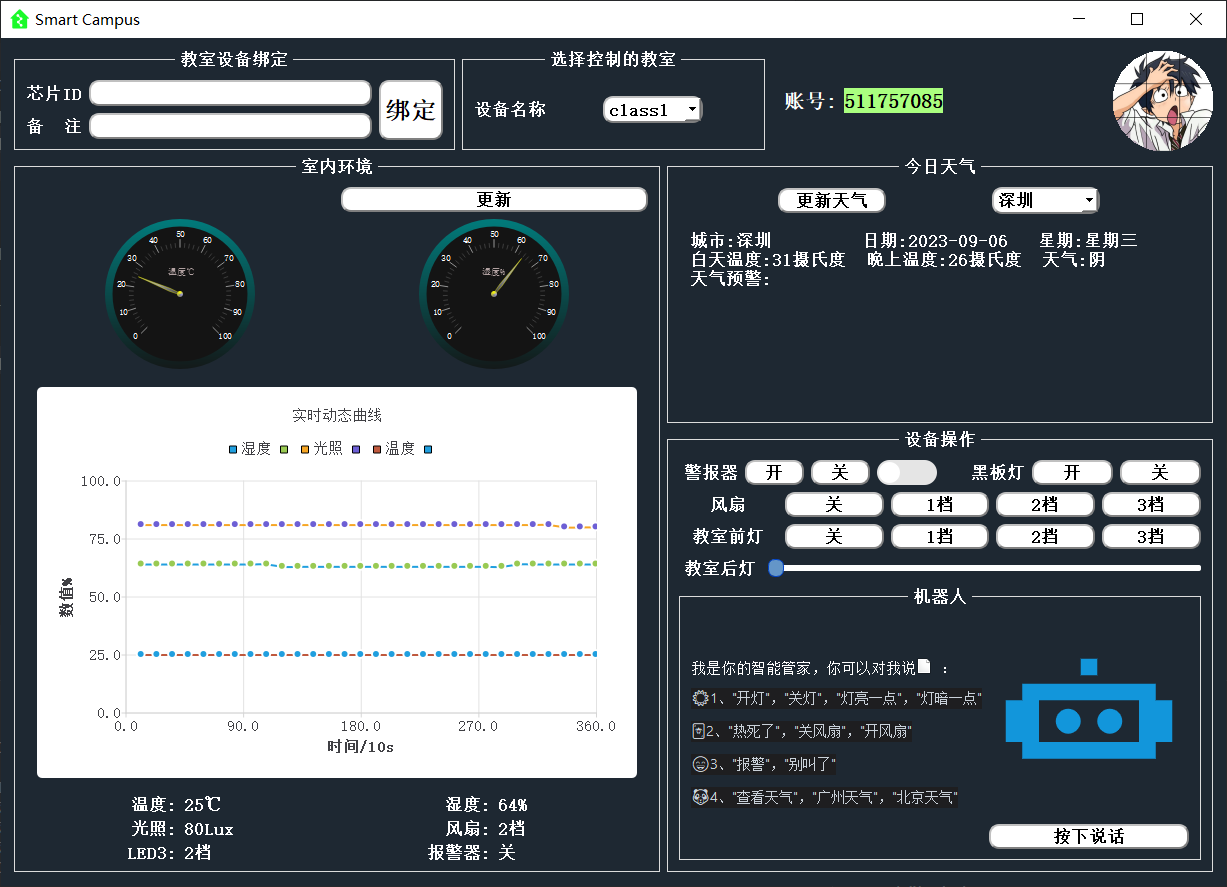 Smart Campus
教室设备绑定
芯片ID
备 注
绑定
选择控制的教室
设备名称 class1
账号: 511757085
室内环境
更新
0 10 20 30 40 50 60 70 80 90 100
温度℃
0 10 20 30 40 50 60 70 80 90 100
湿度%
实时动态曲线
湿度 光照 温度
100.0
75.0
50.0
25.0
0.0
数值%
0.0 90.0 180.0 270.0 360.0
时间/10s
温度: 25℃ 湿度: 64%
光照: 80Lux 风扇: 2档
LED3: 2档 报警器: 关
今日天气
更新天气 深圳
城市:深圳 日期:2023-09-06 星期:星期三
白天温度:31摄氏度 晚上温度:26摄氏度 天气:阴
天气预警:
设备操作
警报器 开 关 黑板灯 开 关
风扇 关 1档 2档 3档
教室前灯 关 1档 2档 3档
教室后灯
机器人
我是你的智能管家，你可以对我说 :
1、"开灯"，"关灯"，"灯亮一点"，"灯暗一点"
2、"热死了"，"关风扇"，"开风扇"
3、"报警"，"别叫了"
4、"查看天气"，"广州天气"，"北京天气"
按下说话